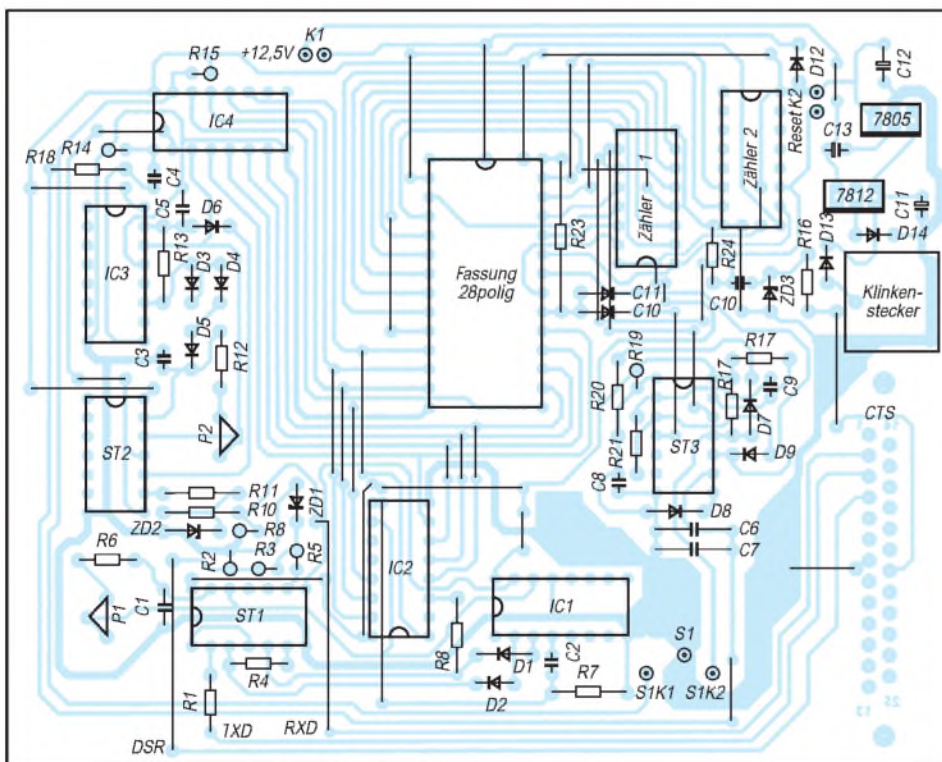 K1
R15
+12,5V
D12
C12
Reset K2
7805
IC4
Zähler 2
C13
R14
R18
Zähler 1
7812
C4
C5
D6
C11
R16
D13
D14
R23
R13
D3
D4
R24
IC3
Fassung
28polig
Klinken-
stecker
C11
C10
ZD3
C10
D5
C3
R12
R19
R17
R20
R17
C9
P2
D7
CTS
ST2
R21
ST3
D9
C8
R11
R10
ZD1
ZD2
R8
D8
C6
R6
R2
R3
R5
C7
IC2
P1
C1
ST1
IC1
R8
S1
R4
D1
C2
R7
S1K1
S1K2
D2
R1
TXD
RXD
DSR
25
13